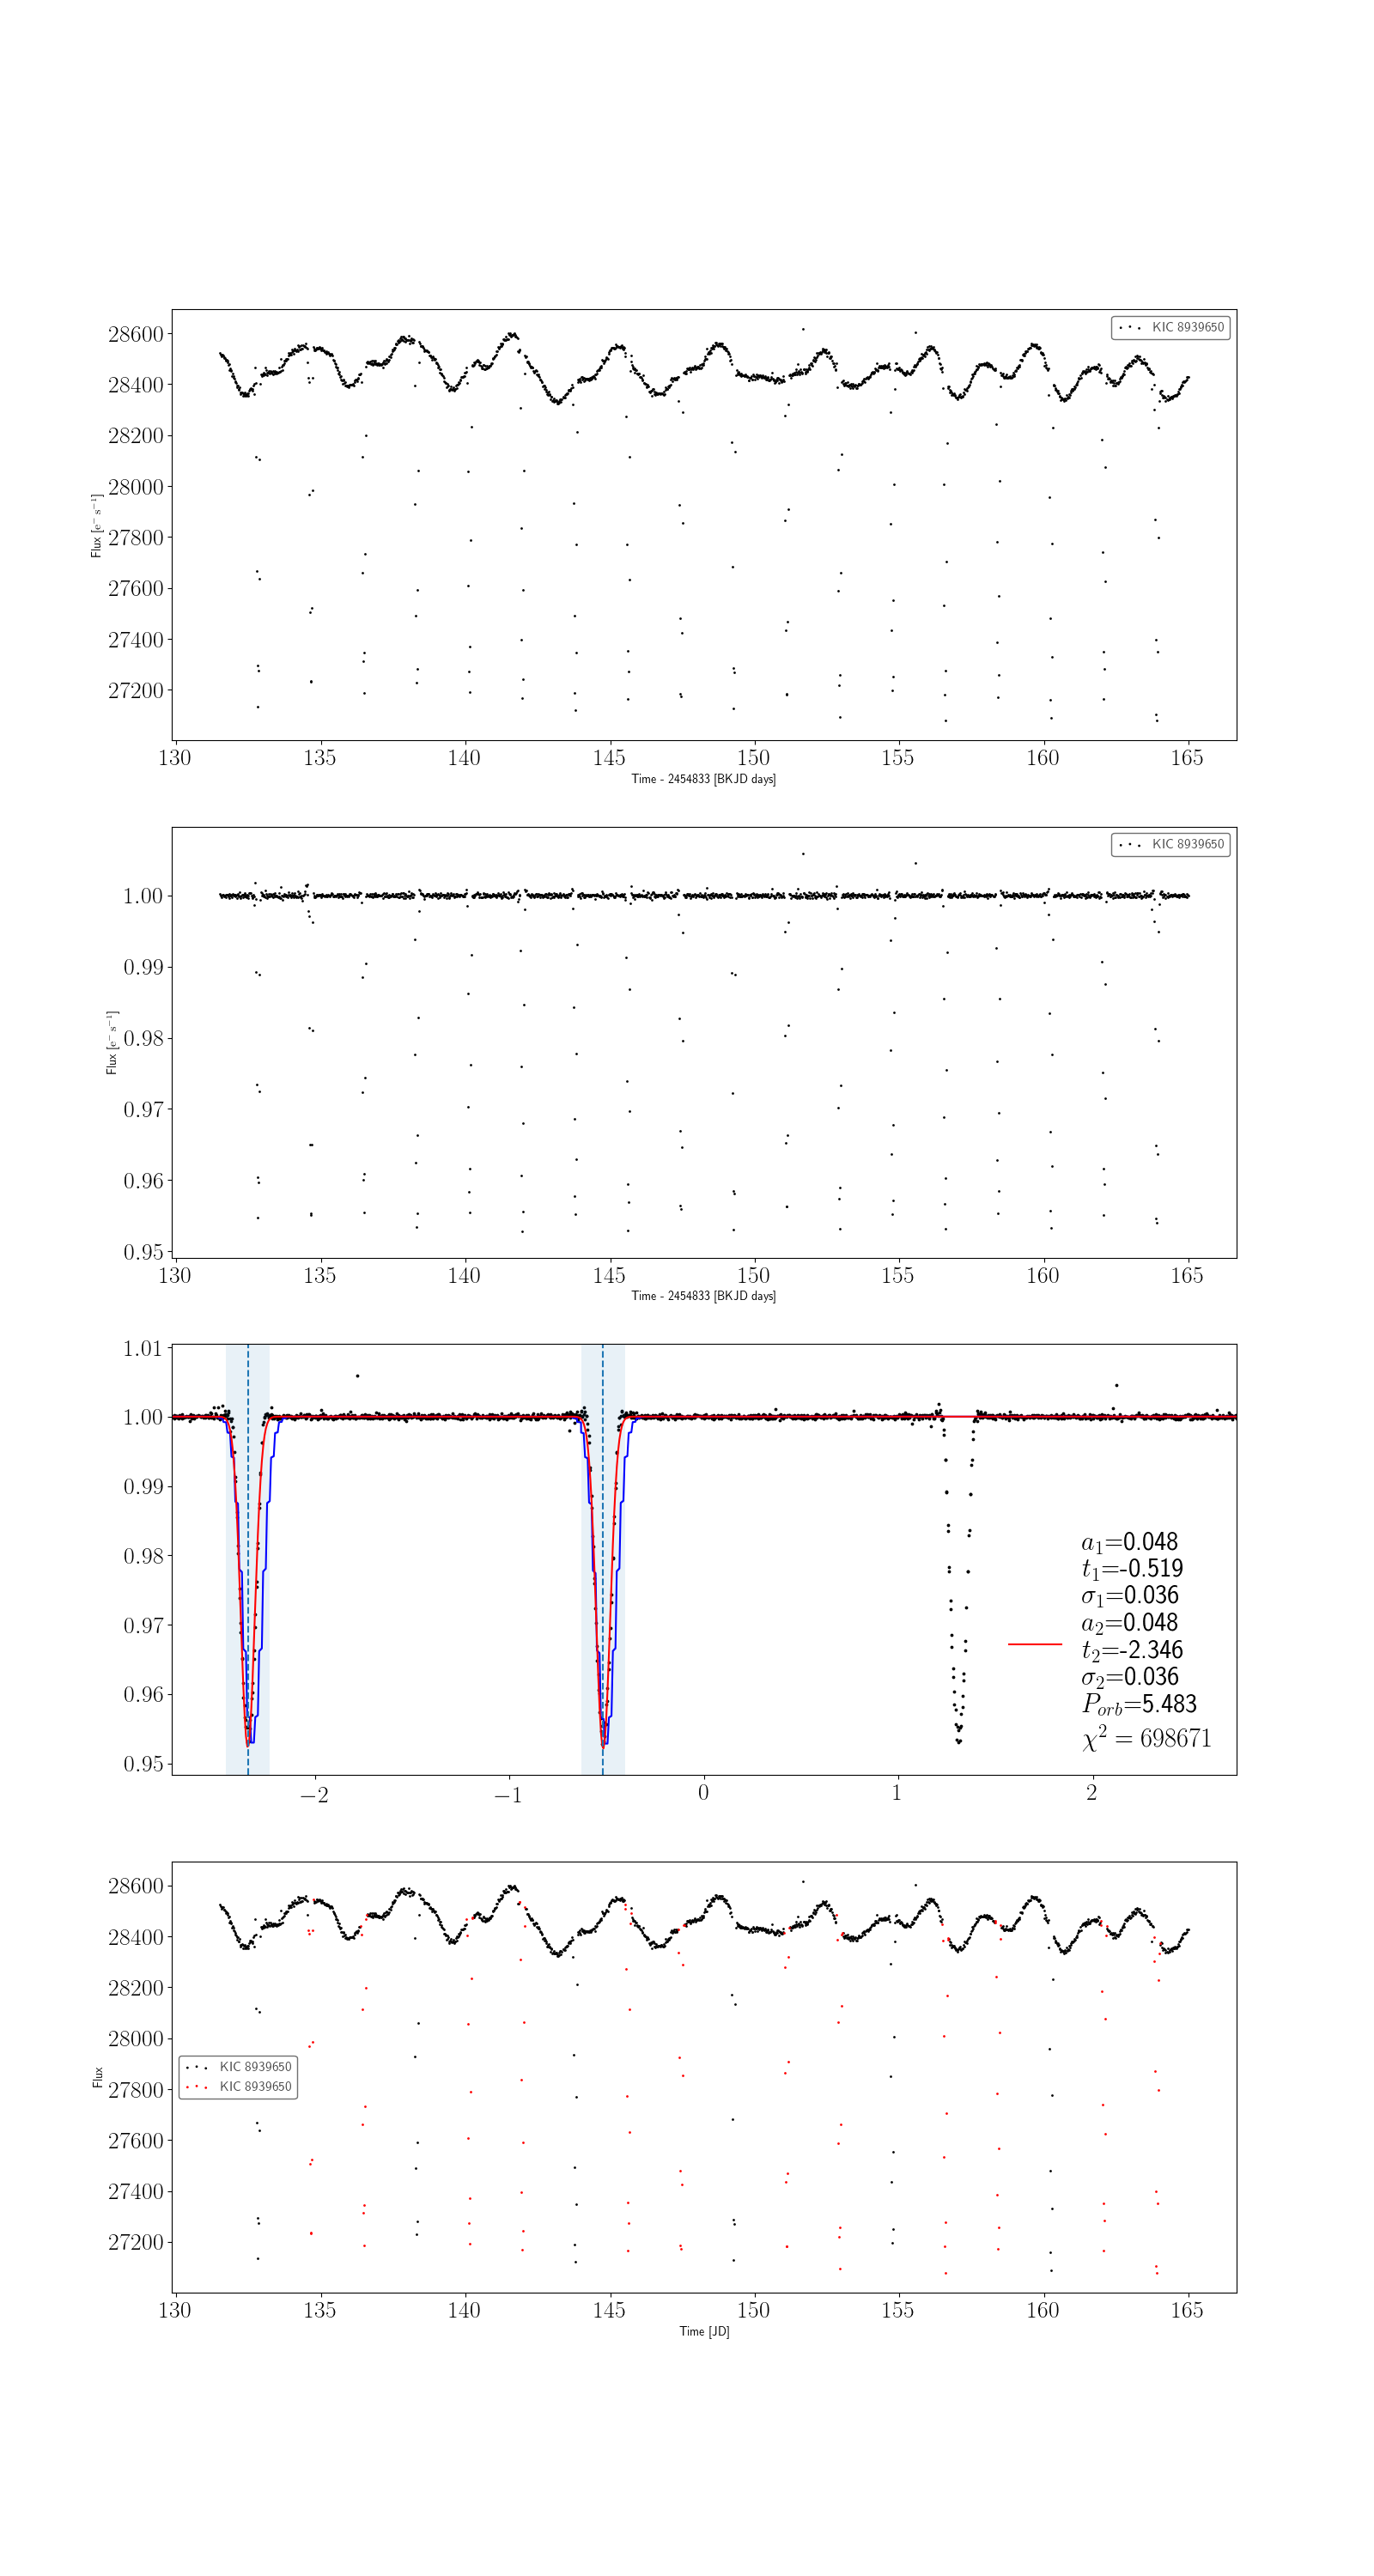 28600
28400
28200
28000
27800
27600
27400
27200
Flux [e⁻ s⁻¹]
KIC 8939650
130 135 140 145 150 155 160 165
Time - 2454833 [BKJD days]
1.00
0.99
0.98
0.97
0.96
0.95
Flux [e⁻ s⁻¹]
KIC 8939650
130 135 140 145 150 155 160 165
Time - 2454833 [BKJD days]
1.01
1.00
0.99
0.98
0.97
0.96
0.95
a₁=0.048
t₁=-0.519
σ₁=0.036
a₂=0.048
t₂=-2.346
σ₂=0.036
P_orb=5.483
χ² = 698671
−2 −1 0 1 2
28600
28400
28200
28000
27800
27600
27400
27200
Flux
KIC 8939650
KIC 8939650
130 135 140 145 150 155 160 165
Time [JD]